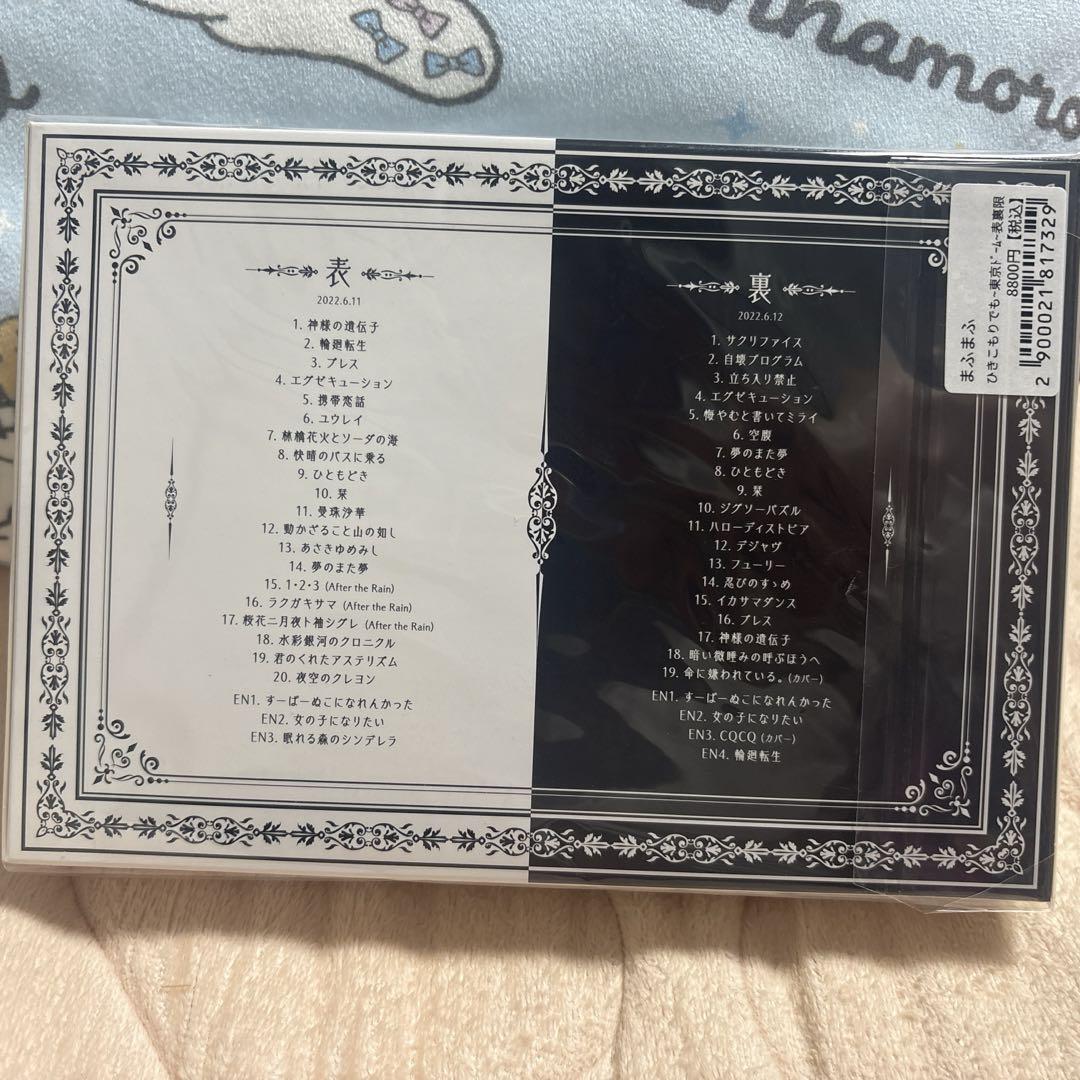 nnamoro
表
2022.6.11
1. 神様の遺伝子
2. 輪廻転生
3. ブレス
4. エグゼキューション
5. 携帯恋話
6. ユウレイ
7. 林檎花火とソーダの海
8. 快晴のバスに乗る
9. ひともどき
10. 栞
11. 曼珠沙華
12. 動かざること山の如し
13. あさきゆめみし
14. 夢のまた夢
15. 1・2・3 (After the Rain)
16. ラクガキサマ (After the Rain)
17. 桜花ニ月夜ト袖シグレ (After the Rain)
18. 水彩銀河のクロニクル
19. 君のくれたアステリズム
20. 夜空のクレヨン
EN1. すーぱーぬこになれんかった
EN2. 女の子になりたい
EN3. 眠れる森のシンデレラ
裏
2022.6.12
1. サクリファイス
2. 自壊プログラム
3. 立ち入り禁止
4. エグゼキューション
5. 悔やむと書いてミライ
6. 空腹
7. 夢のまた夢
8. ひともどき
9. 栞
10. ジグソーパズル
11. ハローディストピア
12. デジャヴ
13. フューリー
14. 忍びのすゝめ
15. イカサマダンス
16. ブレス
17. 神様の遺伝子
18. 暗い微睡みの呼ぶほうへ
19. 命に嫌われている。(カバー)
EN1. すーぱーぬこになれんかった
EN2. 女の子になりたい
EN3. CQCQ (カバー)
EN4. 輪廻転生
まふまふ
ひきこもりでも~東京ドーム~表裏限
8800円【税込】
2 900021 817329